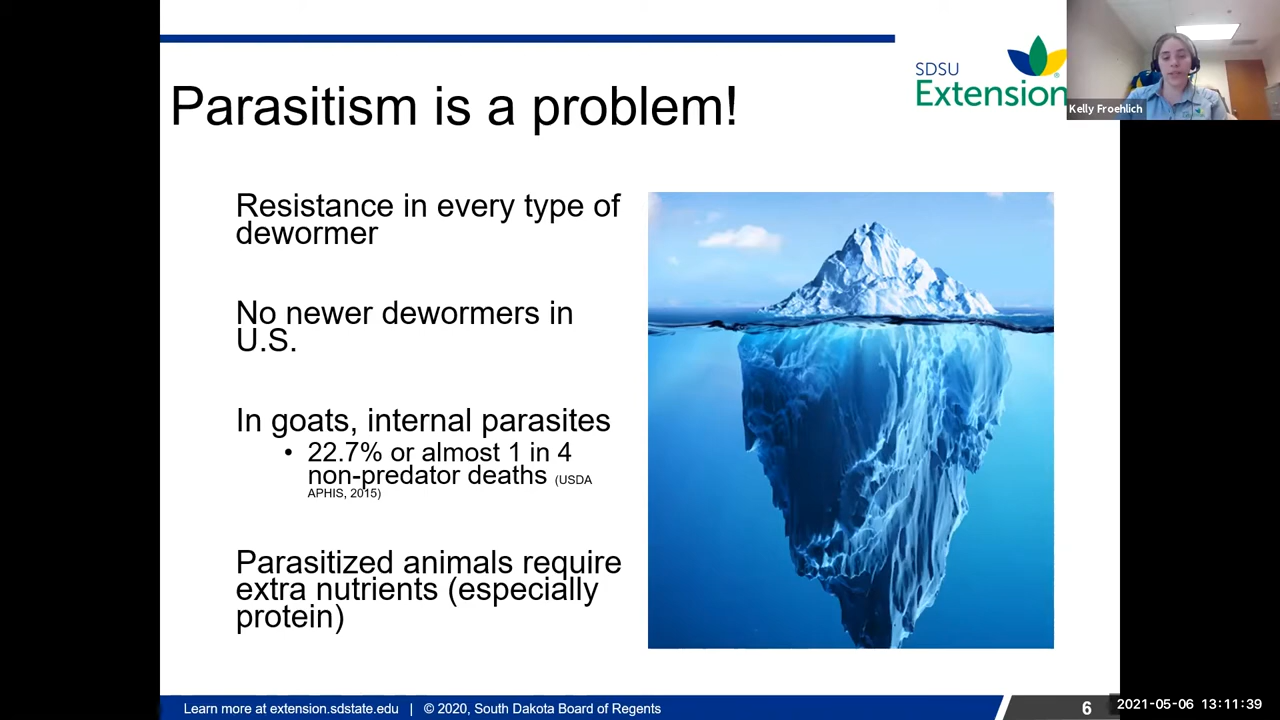 SDSU
Extension
Kelly Froehlich
Parasitism is a problem!
Resistance in every type of
dewormer
No newer dewormers in
U.S.
In goats, internal parasites
• 22.7% or almost 1 in 4
non-predator deaths (USDA
APHIS, 2015)
Parasitized animals require
extra nutrients (especially
protein)
Learn more at extension.sdstate.edu | © 2020, South Dakota Board of Regents
6
2021-05-06 13:11:39